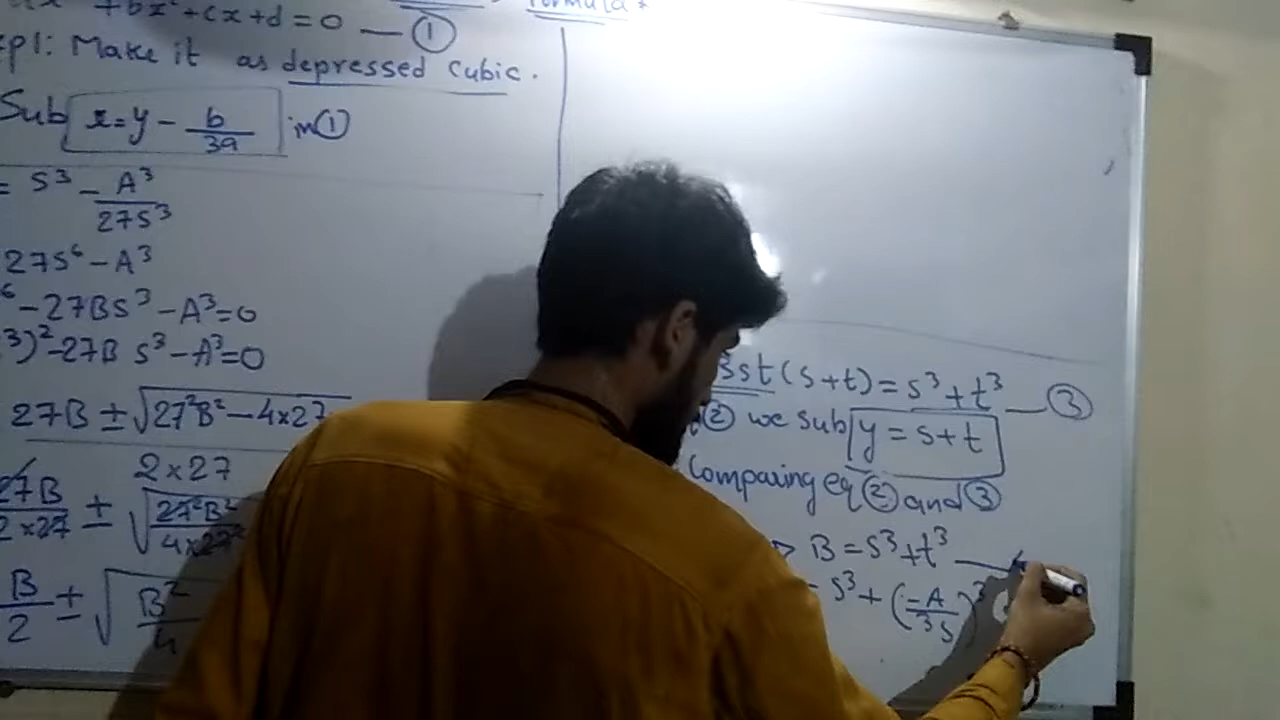 +bx²+cx+d=0 — ①
formula
Make it as depressed cubic.
Sub x=y-b/3a in ①
= S³ - A³/27S³
27S⁶ - A³
-27BS³ - A³=0
)²-27B S³-A³=0
27B ± √27²B²-4×27
2×27
27B/2×27 ± √27²B²/4×27²
B/2 ± √B²/4
3st(s+t)=s³+t³ — ③
② we sub y=s+t
Comparing eq ② and ③
B=S³+t³ —
S³+(-A/3S)³